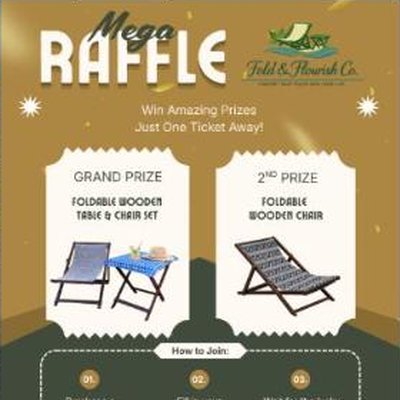 Mega
RAFFLE
Fold & Flourish Co.
Win Amazing Prizes
Just One Ticket Away!
GRAND PRIZE
FOLDABLE WOODEN
TABLE & CHAIR SET
2ND PRIZE
FOLDABLE
WOODEN CHAIR
How to Join:
01.
02.
03.